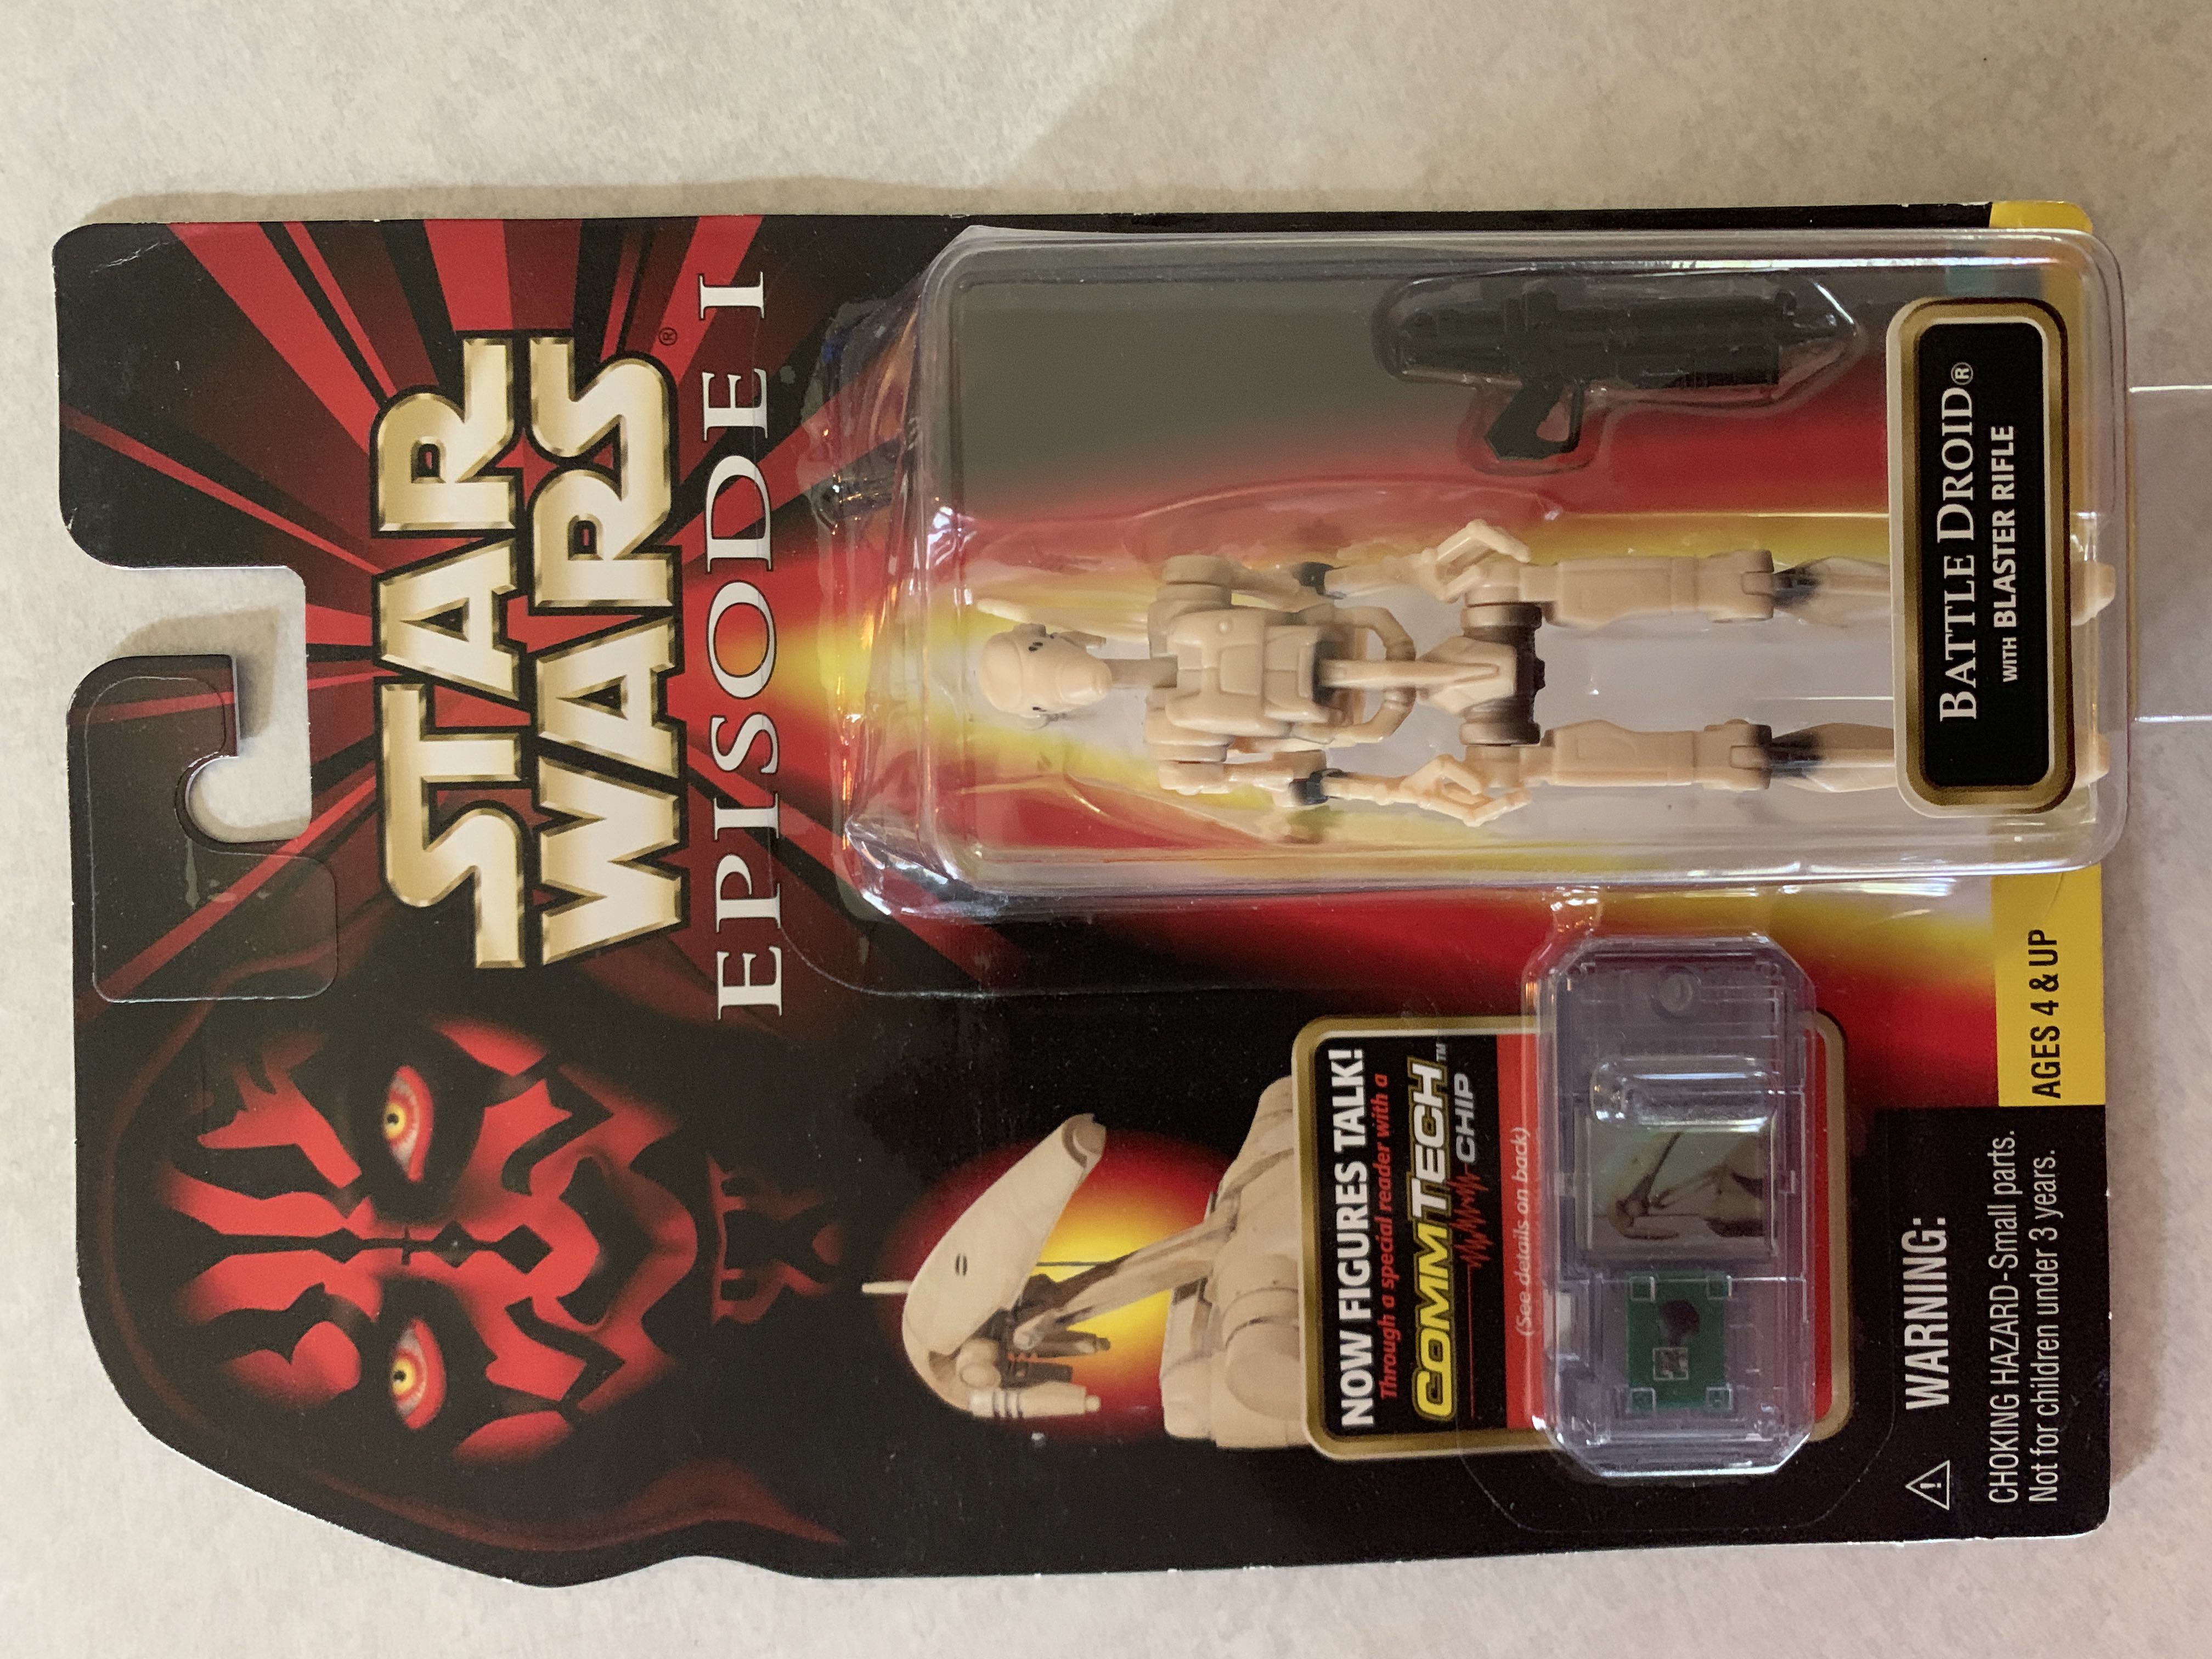 STAR
WARS®
EPISODE I
NOW FIGURES TALK!
Through a special reader with a
COMMTECH™
CHIP
(See details on back)
BATTLE DROID®
WITH BLASTER RIFLE
AGES 4 & UP
WARNING:
CHOKING HAZARD-Small parts.
Not for children under 3 years.